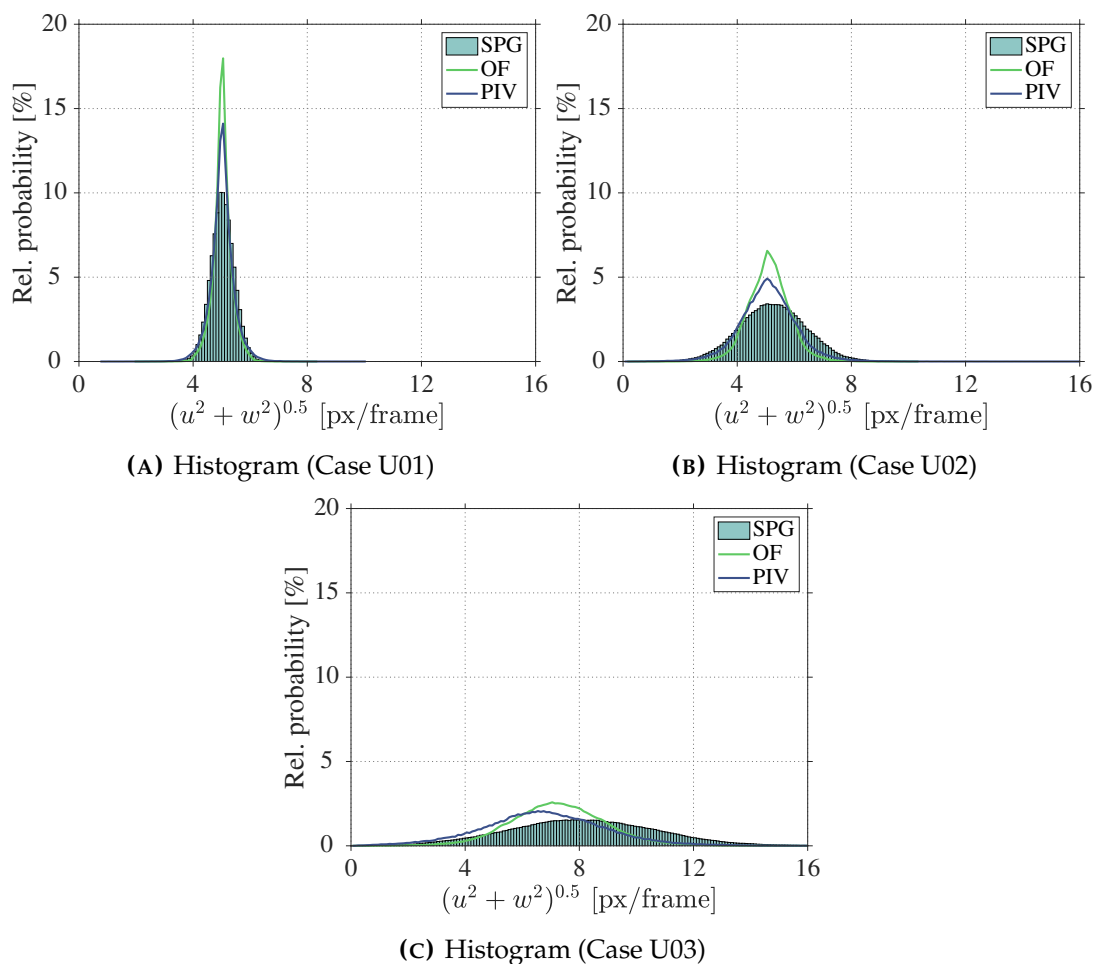 20
15
10
5
0
0 4 8 12 16
Rel. probability [%]
(u² + w²)^0.5 [px/frame]
SPG
OF
PIV
(A) Histogram (Case U01)
20
15
10
5
0
0 4 8 12 16
Rel. probability [%]
(u² + w²)^0.5 [px/frame]
SPG
OF
PIV
(B) Histogram (Case U02)
20
15
10
5
0
0 4 8 12 16
Rel. probability [%]
(u² + w²)^0.5 [px/frame]
SPG
OF
PIV
(C) Histogram (Case U03)